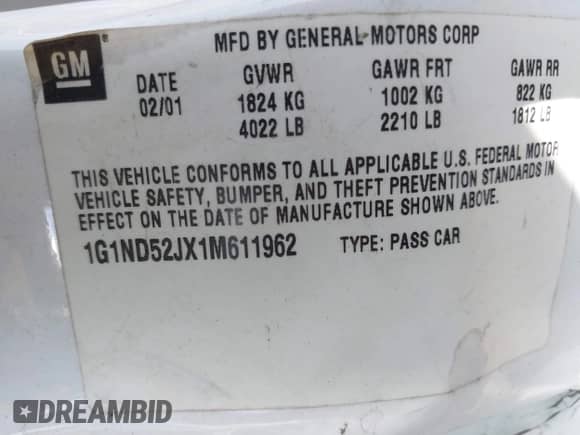 GM
MFD BY GENERAL MOTORS CORP
DATE GVWR GAWR FRT GAWR RR
02/01 1824 KG 1002 KG 822 KG
4022 LB 2210 LB 1812 LB
THIS VEHICLE CONFORMS TO ALL APPLICABLE U.S. FEDERAL MOTOR
VEHICLE SAFETY, BUMPER, AND THEFT PREVENTION STANDARDS IN
EFFECT ON THE DATE OF MANUFACTURE SHOWN ABOVE.
1G1ND52JX1M611962 TYPE: PASS CAR
DREAMBID